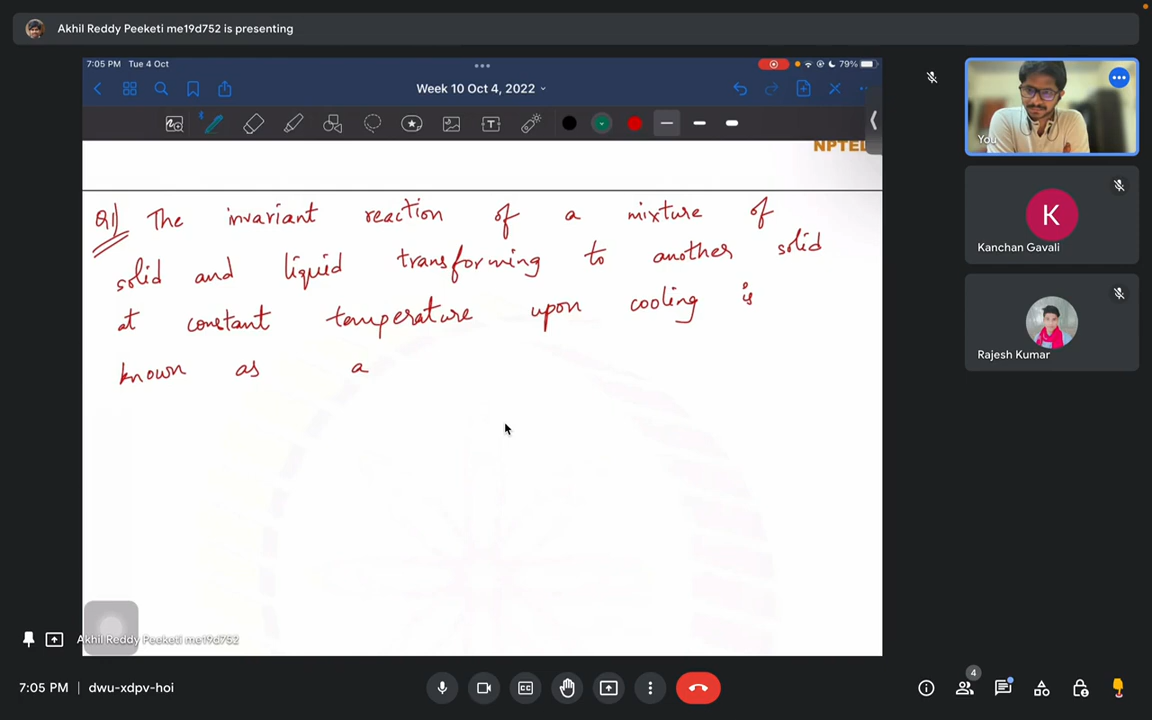 Akhil Reddy Peeketi me19d752 is presenting
7:05 PM Tue 4 Oct
79%
Week 10 Oct 4, 2022
NPTEL
Q1) The invariant reaction of a mixture of
solid and liquid transforming to another solid
at constant temperature upon cooling is
known as a
You
K
Kanchan Gavali
Rajesh Kumar
Akhil Reddy Peeketi me19d752
7:05 PM | dwu-xdpv-hoi
CC
4